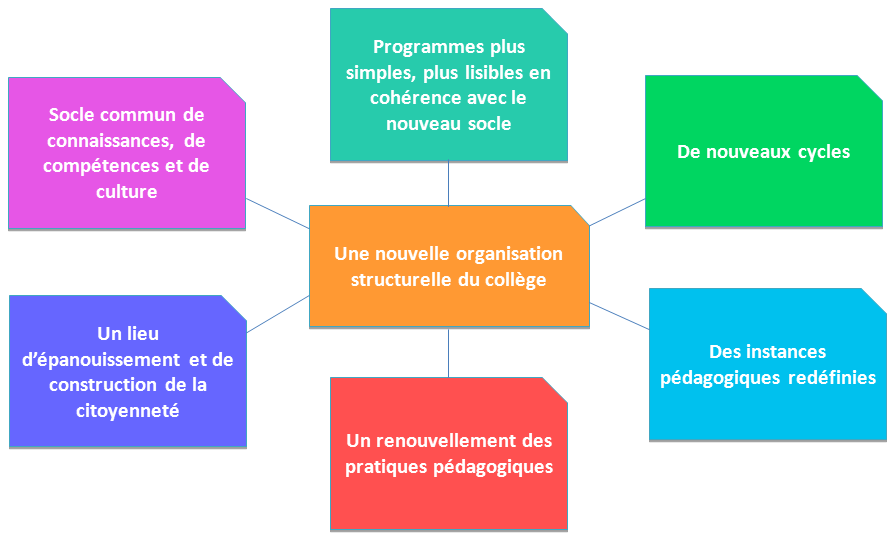 Programmes plus
simples, plus lisibles en
cohérence avec le
nouveau socle
Socle commun de
connaissances, de
compétences et de
culture
De nouveaux cycles
Une nouvelle organisation
structurelle du collège
Un lieu
d’épanouissement et de
construction de la
citoyenneté
Des instances
pédagogiques redéfinies
Un renouvellement des
pratiques pédagogiques